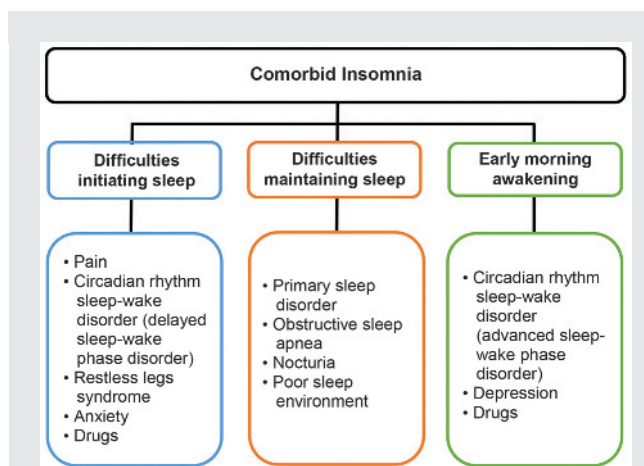 Comorbid Insomnia
Difficulties
initiating sleep
• Pain
• Circadian rhythm
sleep-wake
disorder (delayed
sleep-wake
phase disorder)
• Restless legs
syndrome
• Anxiety
• Drugs
Difficulties
maintaining sleep
• Primary sleep
disorder
• Obstructive sleep
apnea
• Nocturia
• Poor sleep
environment
Early morning
awakening
• Circadian rhythm
sleep-wake
disorder
(advanced sleep-
wake phase
disorder)
• Depression
• Drugs